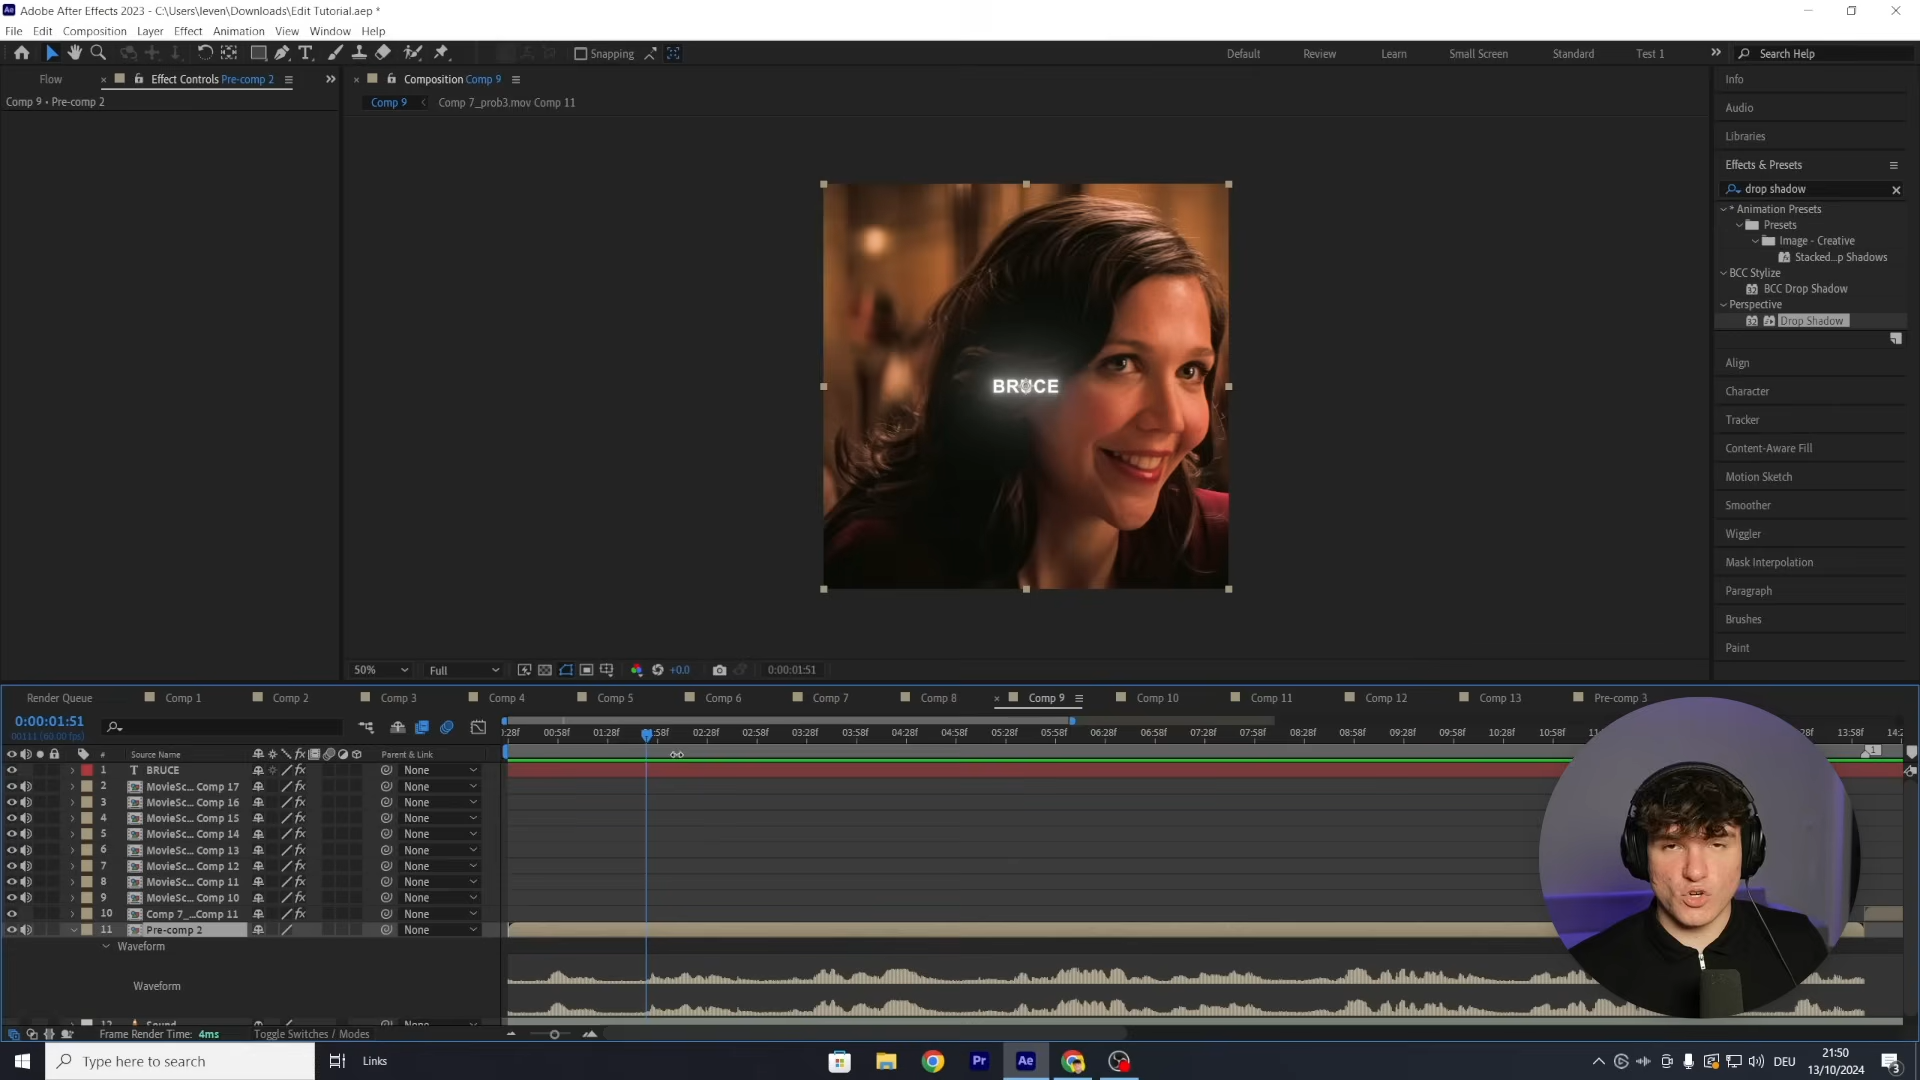 Adobe After Effects 2023 - C:\Users\leven\Downloads\Edit Tutorial.aep *
File Edit Composition Layer Effect Animation View Window Help
Snapping Default Review Learn Small Screen Standard Test 1 Search Help
Flow Effect Controls Pre-comp 2 Composition Comp 9
Comp 9 • Pre-comp 2
Comp 9 Comp 7_prob3.mov Comp 11
Info
Audio
Libraries
Effects & Presets
drop shadow
* Animation Presets
Presets
Image - Creative
Stacked...p Shadows
BCC Stylize
BCC Drop Shadow
Perspective
Drop Shadow
Align
Character
Tracker
Content-Aware Fill
Motion Sketch
Smoother
Wiggler
Mask Interpolation
Paragraph
Brushes
Paint
BRUCE
50% Full +0.0 0:00:01:51
Render Queue Comp 1 Comp 2 Comp 3 Comp 4 Comp 5 Comp 6 Comp 7 Comp 8 Comp 9 Comp 10 Comp 11 Comp 12 Comp 13 Pre-comp 3
0:00:01:51
00111 (60.00 fps)
:28f 00:58f 01:28f 01:58f 02:28f 02:58f 03:28f 03:58f 04:28f 04:58f 05:28f 05:58f 06:28f 06:58f 07:28f 07:58f 08:28f 08:58f 09:28f 09:58f 10:28f 10:58f 13:58f
# Source Name Parent & Link
1
1 T BRUCE None
2 MovieSc... Comp 17 None
3 MovieSc... Comp 16 None
4 MovieSc... Comp 15 None
5 MovieSc... Comp 14 None
6 MovieSc... Comp 13 None
7 MovieSc... Comp 12 None
8 MovieSc... Comp 11 None
9 MovieSc... Comp 10 None
10 Comp 7_...Comp 11 None
11 Pre-comp 2 None
Waveform
Waveform
Frame Render Time: 4ms Toggle Switches / Modes
Type here to search Links Pr Ae DEU 21:50
13/10/2024 3